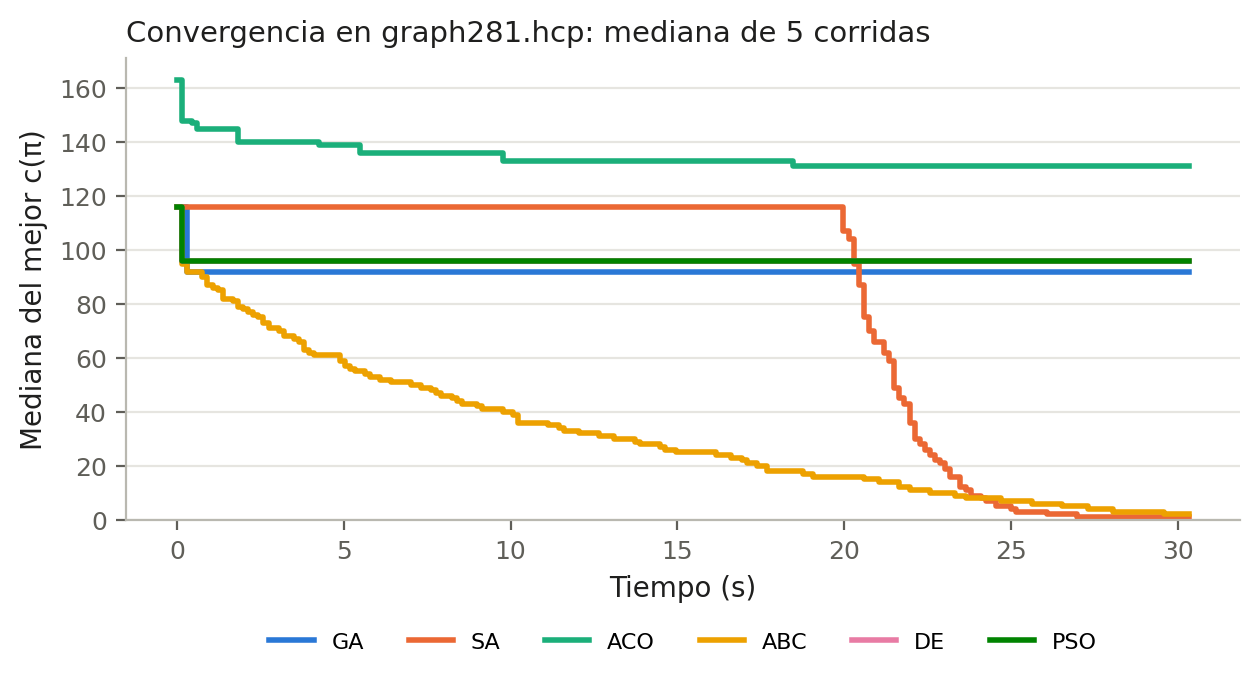 Convergencia en graph281.hcp: mediana de 5 corridas
Mediana del mejor c(π)
160
140
120
100
80
60
40
20
0
0 5 10 15 20 25 30
Tiempo (s)
GA SA ACO ABC DE PSO